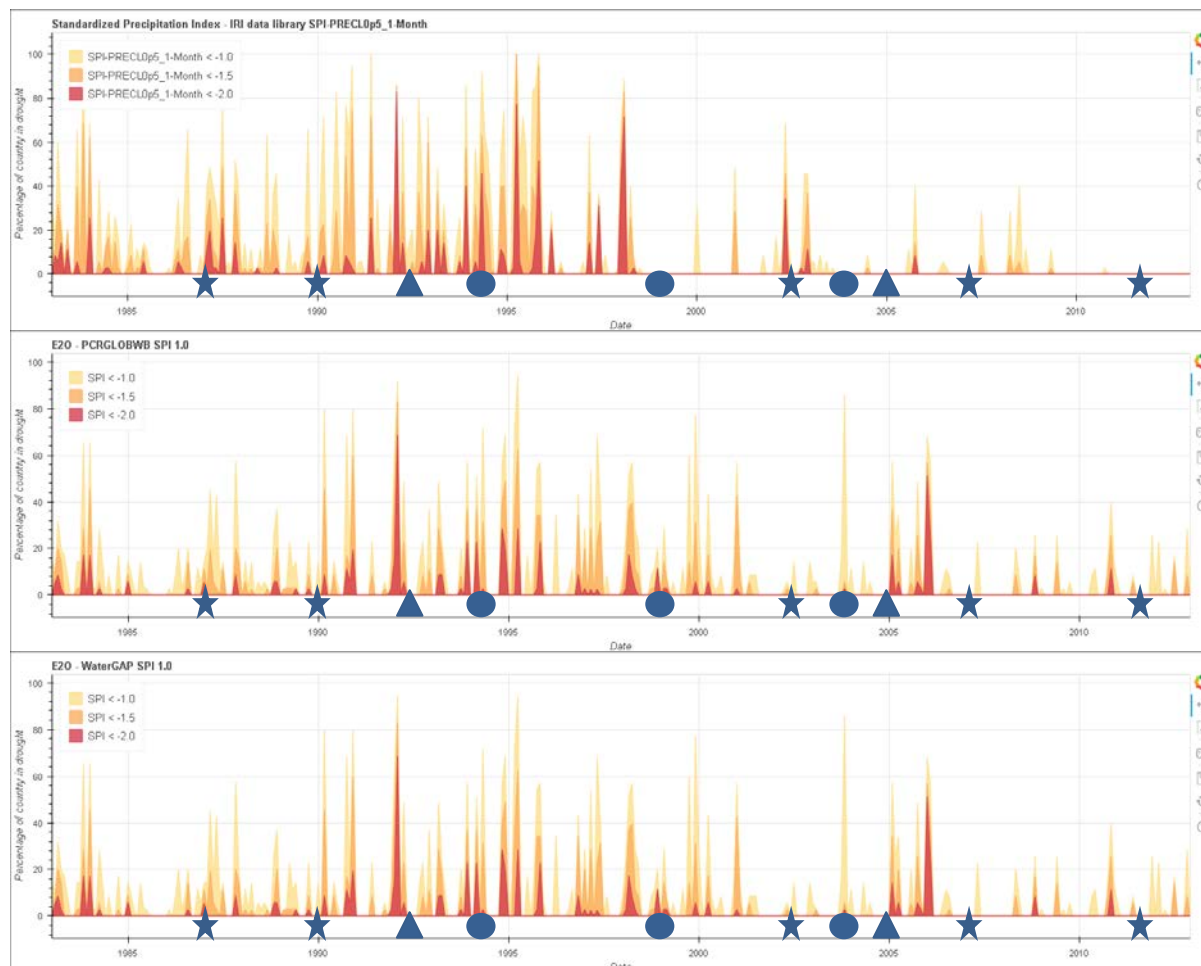 Standardized Precipitation Index - IRI data library SPI-PRECL0p5_1-Month
SPI-PRECL0p5_1-Month < -1.0
SPI-PRECL0p5_1-Month < -1.5
SPI-PRECL0p5_1-Month < -2.0
Percentage of country in drought
100
80
60
40
20
0
1985 1990 1995 2000 2005 2010
Date
E2O - PCRGLOBWB SPI 1.0
SPI < -1.0
SPI < -1.5
SPI < -2.0
Percentage of country in drought
100
80
60
40
20
0
1985 1990 1995 2000 2005 2010
Date
E2O - WaterGAP SPI 1.0
SPI < -1.0
SPI < -1.5
SPI < -2.0
Percentage of country in drought
100
80
60
40
20
0
1985 1990 1995 2000 2005 2010
Date